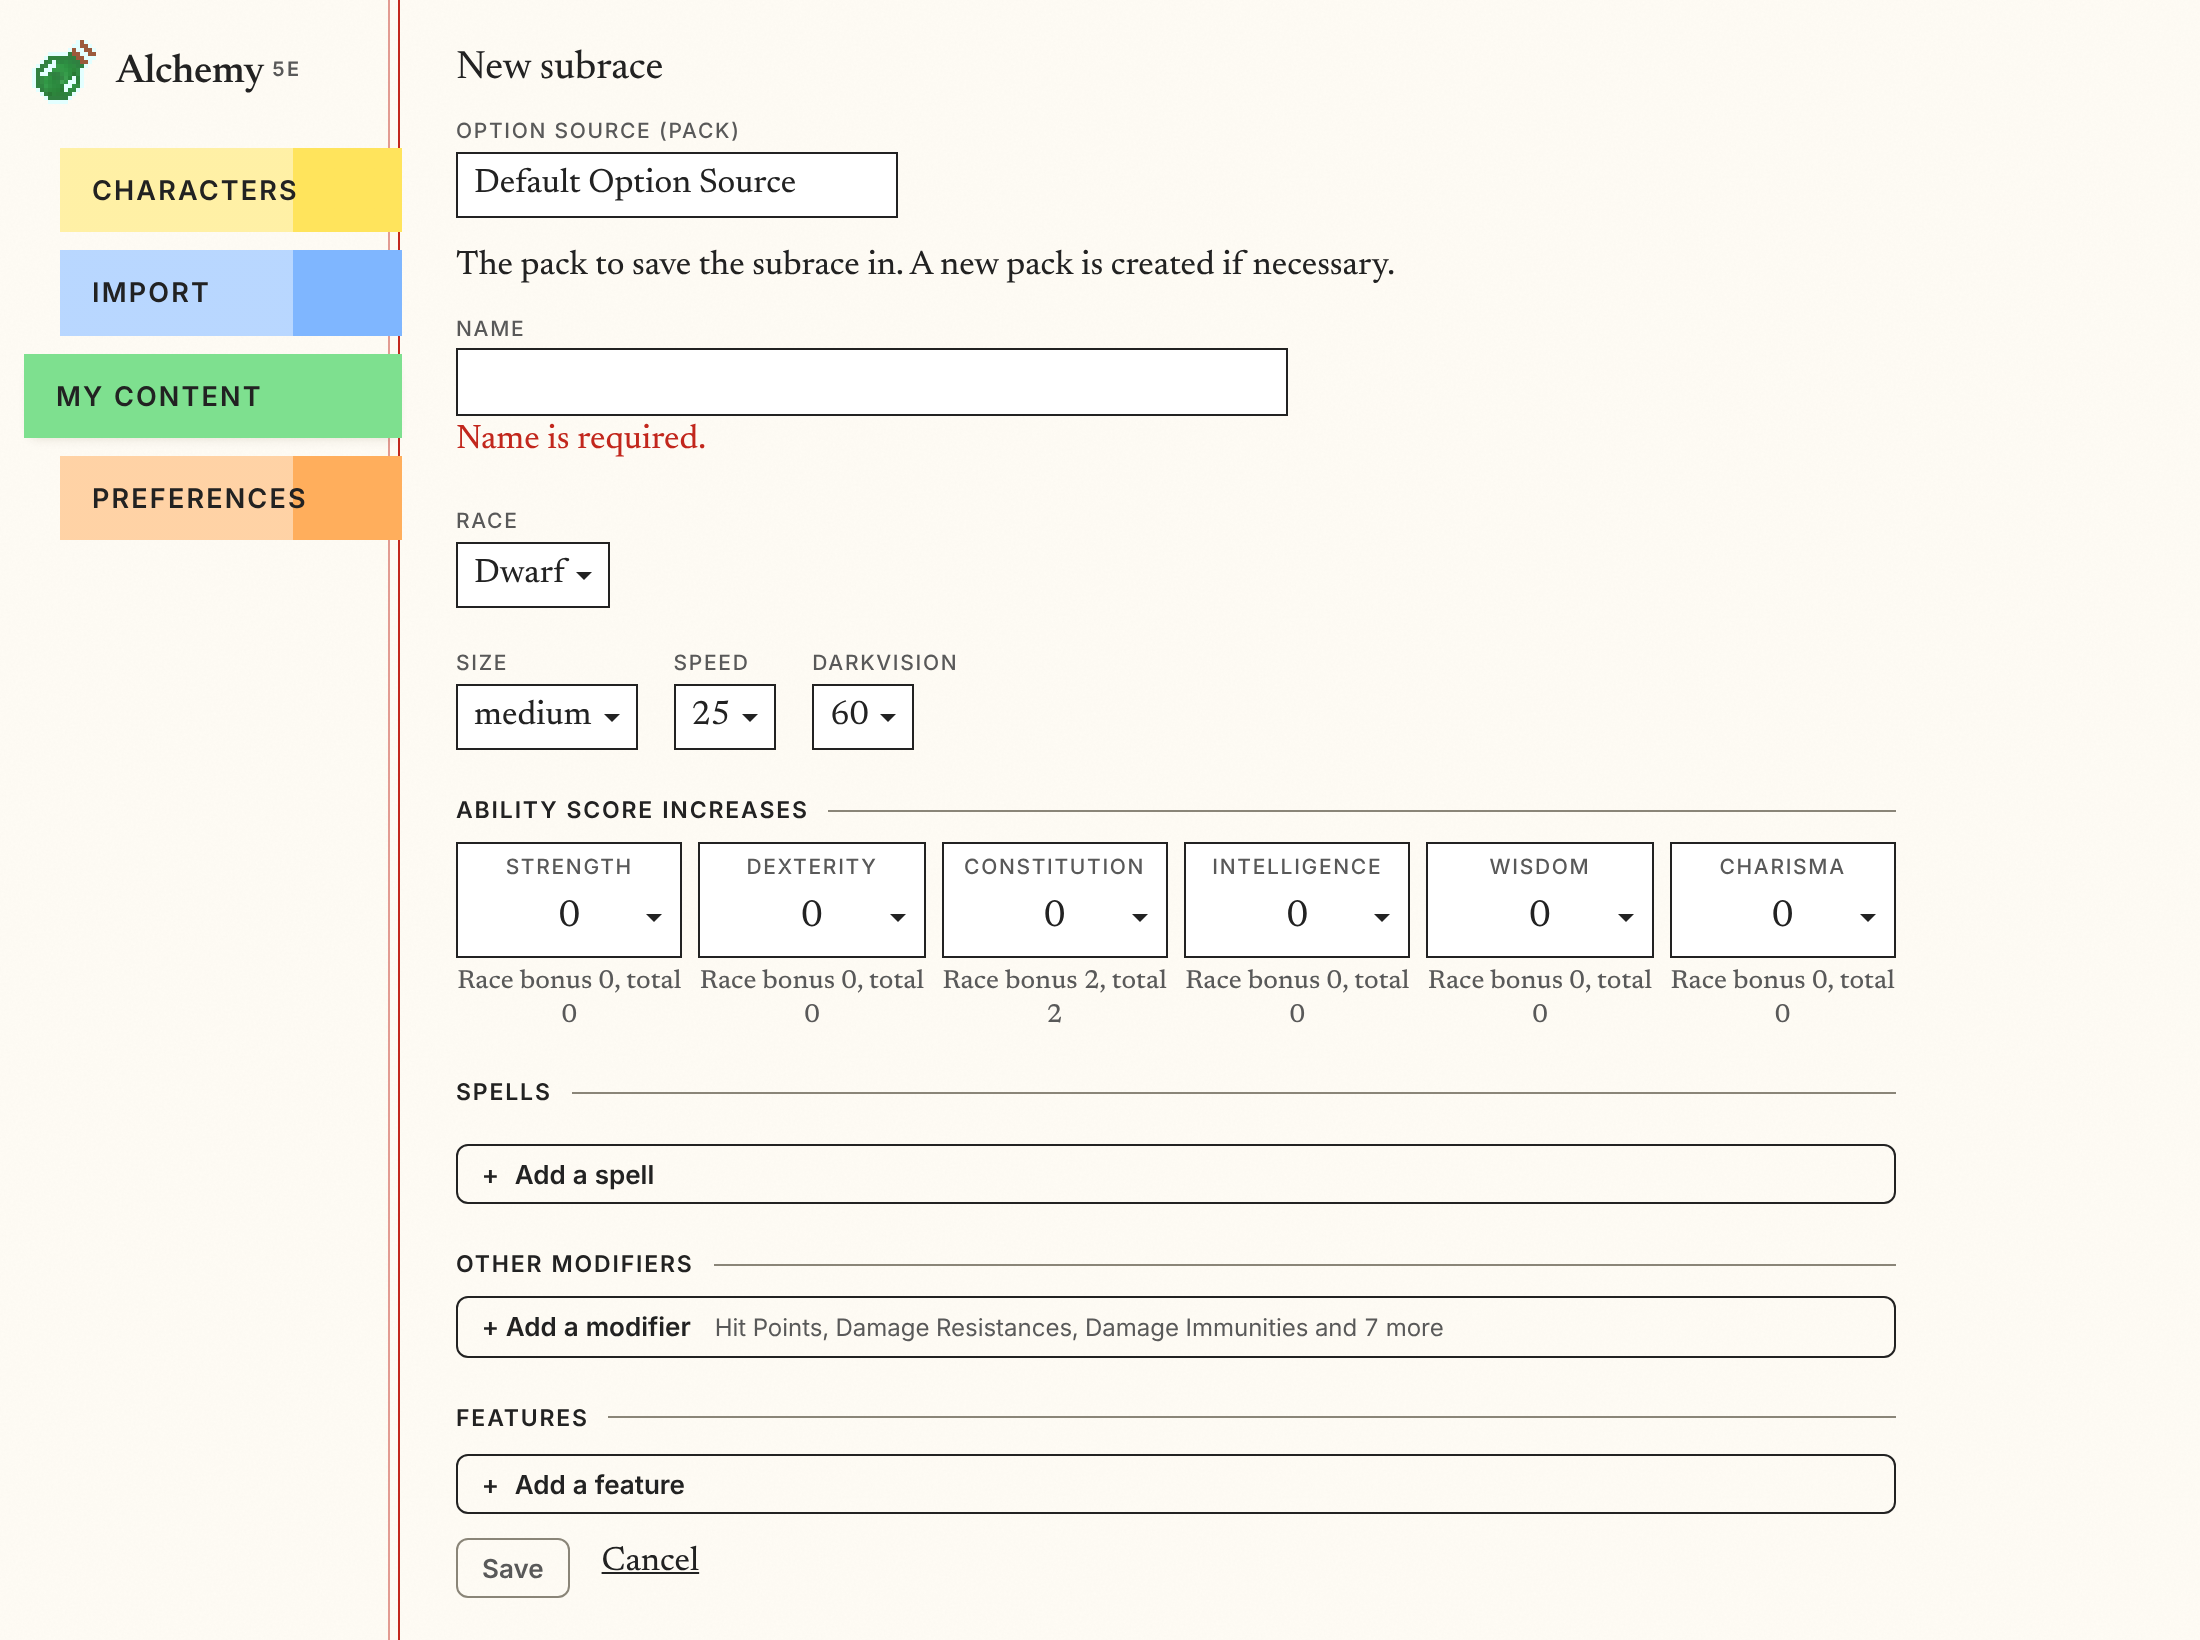 Alchemy 5E
CHARACTERS
IMPORT
MY CONTENT
PREFERENCES
New subrace
OPTION SOURCE (PACK)
Default Option Source
The pack to save the subrace in. A new pack is created if necessary.
NAME
Name is required.
RACE
Dwarf
SIZE SPEED DARKVISION
medium 25 60
ABILITY SCORE INCREASES
STRENGTH DEXTERITY CONSTITUTION INTELLIGENCE WISDOM CHARISMA
0 0 0 0 0 0
Race bonus 0, total Race bonus 0, total Race bonus 2, total Race bonus 0, total Race bonus 0, total Race bonus 0, total
0 0 2 0 0 0
SPELLS
+ Add a spell
OTHER MODIFIERS
+ Add a modifier Hit Points, Damage Resistances, Damage Immunities and 7 more
FEATURES
+ Add a feature
Save Cancel